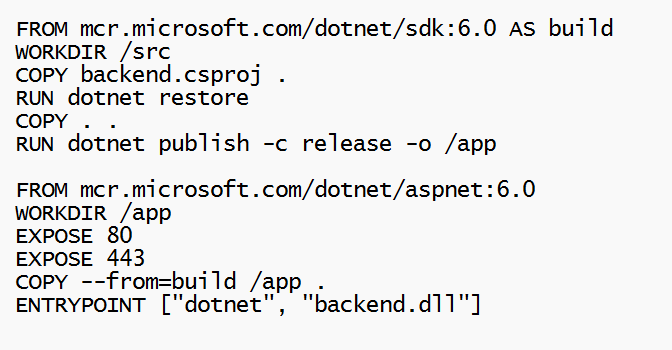 FROM mcr.microsoft.com/dotnet/sdk:6.0 AS build
WORKDIR /src
COPY backend.csproj .
RUN dotnet restore
COPY . .
RUN dotnet publish -c release -o /app

FROM mcr.microsoft.com/dotnet/aspnet:6.0
WORKDIR /app
EXPOSE 80
EXPOSE 443
COPY --from=build /app .
ENTRYPOINT ["dotnet", "backend.dll"]